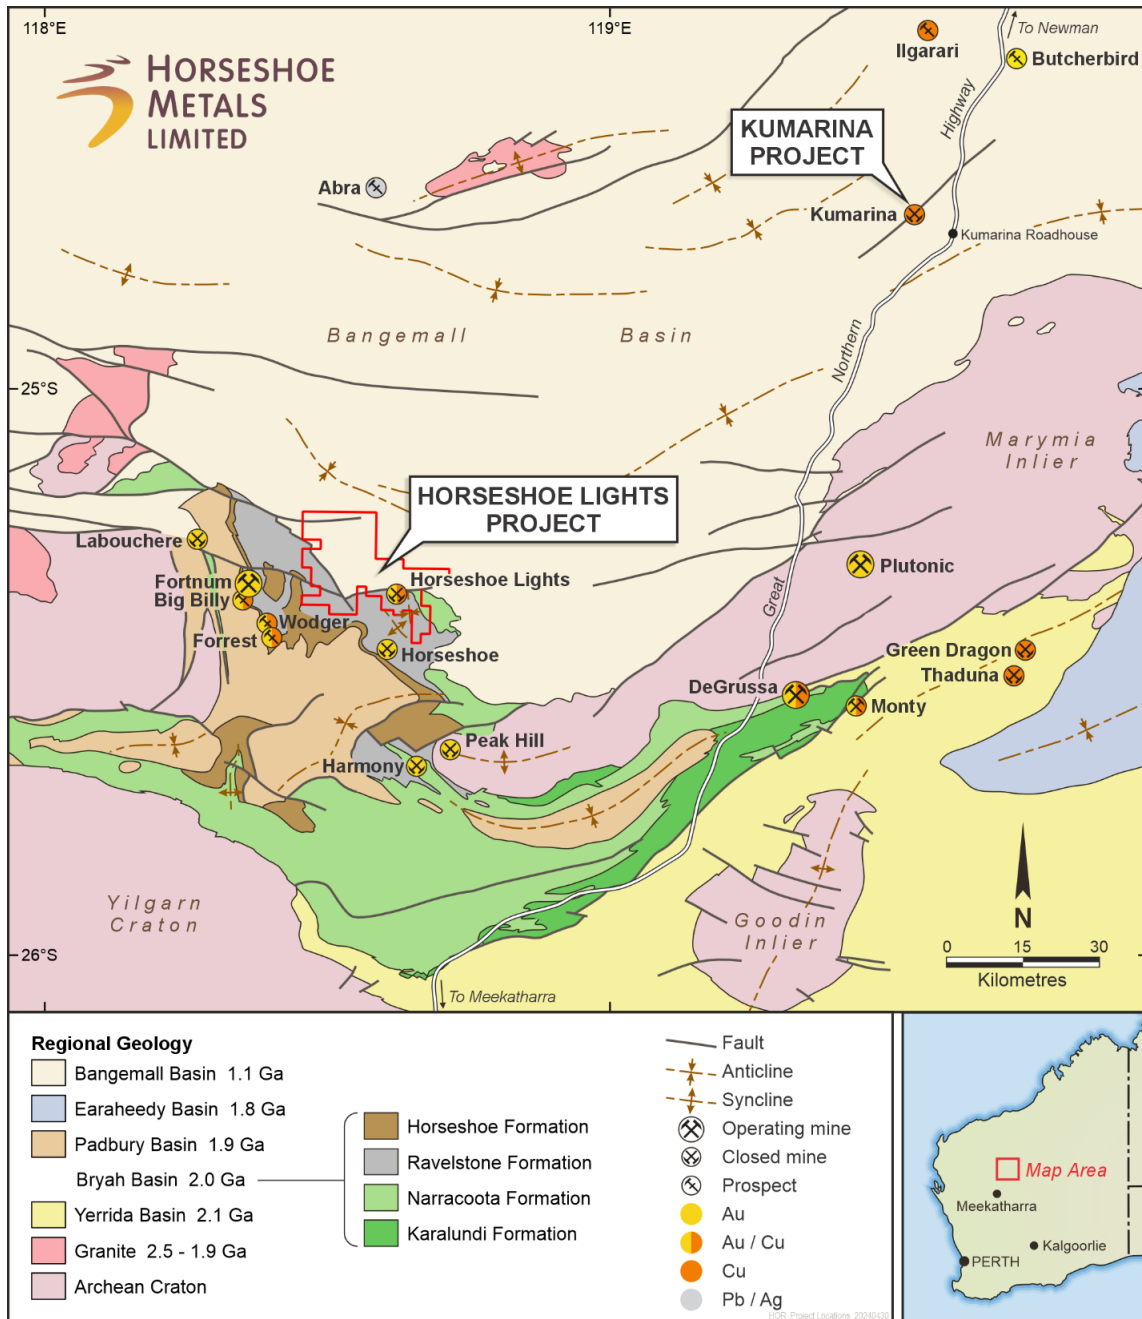 118°E
119°E
To Newman
HORSESHOE
METALS
LIMITED
Ilgarari
Butcherbird
Highway
KUMARINA
PROJECT
Abra
Kumarina
Kumarina Roadhouse
Bangemall Basin
Northern
25°S
Marymia
Inlier
HORSESHOE LIGHTS
PROJECT
Labouchere
Plutonic
Fortnum
Horseshoe Lights
Big Billy
Great
Wodger
Forrest
Horseshoe
Green Dragon
Thaduna
DeGrussa
Monty
Peak Hill
Harmony
Yilgarn
Craton
Goodin
Inlier
N
26°S
0 15 30
Kilometres
To Meekatharra
Regional Geology
Bangemall Basin 1.1 Ga
Earaheedy Basin 1.8 Ga
Padbury Basin 1.9 Ga
Bryah Basin 2.0 Ga
Yerrida Basin 2.1 Ga
Granite 2.5 - 1.9 Ga
Archean Craton
Horseshoe Formation
Ravelstone Formation
Narracoota Formation
Karalundi Formation
Fault
Anticline
Syncline
Operating mine
Closed mine
Prospect
Au
Au / Cu
Cu
Pb / Ag
HOR_Project Locations_20240430
Map Area
Meekatharra
Kalgoorlie
PERTH